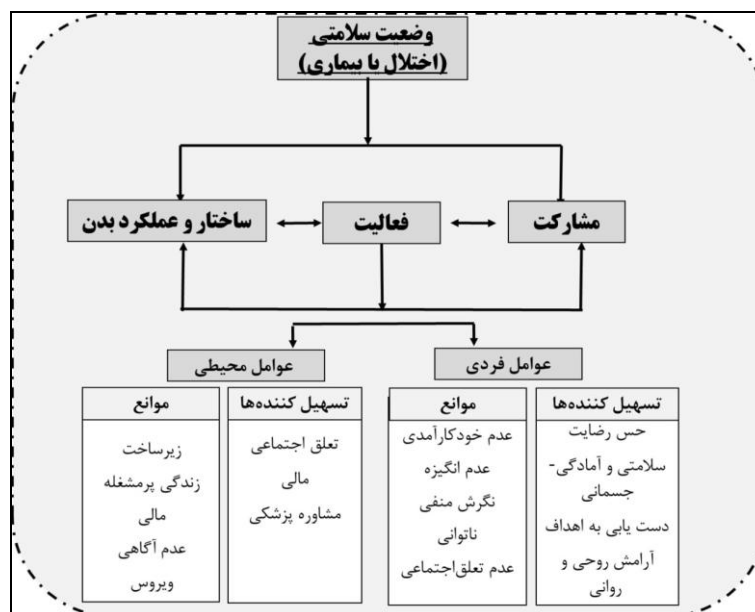 وضعیت سلامتی
(اختلال یا بیماری)
مشارکت
فعالیت
ساختار و عملکرد بدن
عوامل فردی
عوامل محیطی
تسهیل کننده‌ها
حس رضایت
سلامتی و آمادگی-
جسمانی
دست یابی به اهداف
آرامش روحی و
روانی
موانع
عدم خودکارآمدی
عدم انگیزه
نگرش منفی
ناتوانی
عدم تعلق‌اجتماعی
تسهیل کننده‌ها
تعلق اجتماعی
مالی
مشاوره پزشکی
موانع
زیرساخت
زندگی پرمشغله
مالی
عدم آگاهی
ویروس